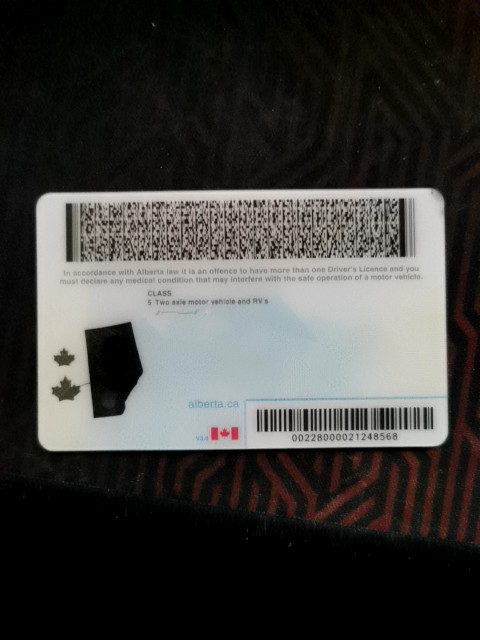 In accordance with Alberta law it is an offence to have more than one Driver's Licence and you
must declare any medical condition that may interfere with the safe operation of a motor vehicle.
CLASS
5 Two axle motor vehicle and RV's
alberta.ca
00228000021248568